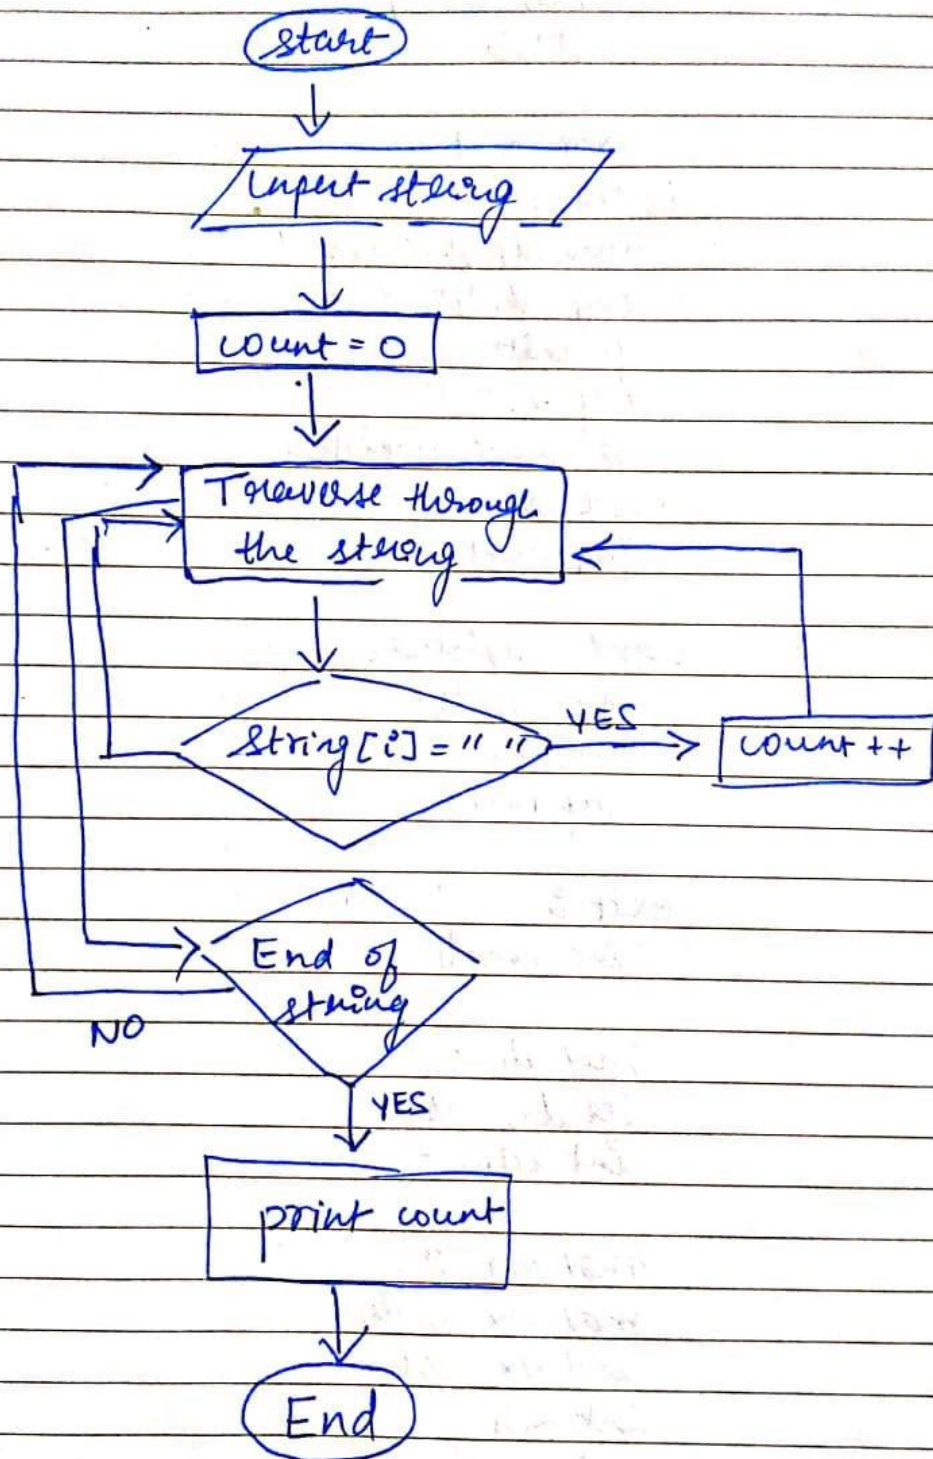 start
input string
count = 0
Traverse through
the string
String[i] = " "
YES
count ++
End of
string
NO
YES
print count
End